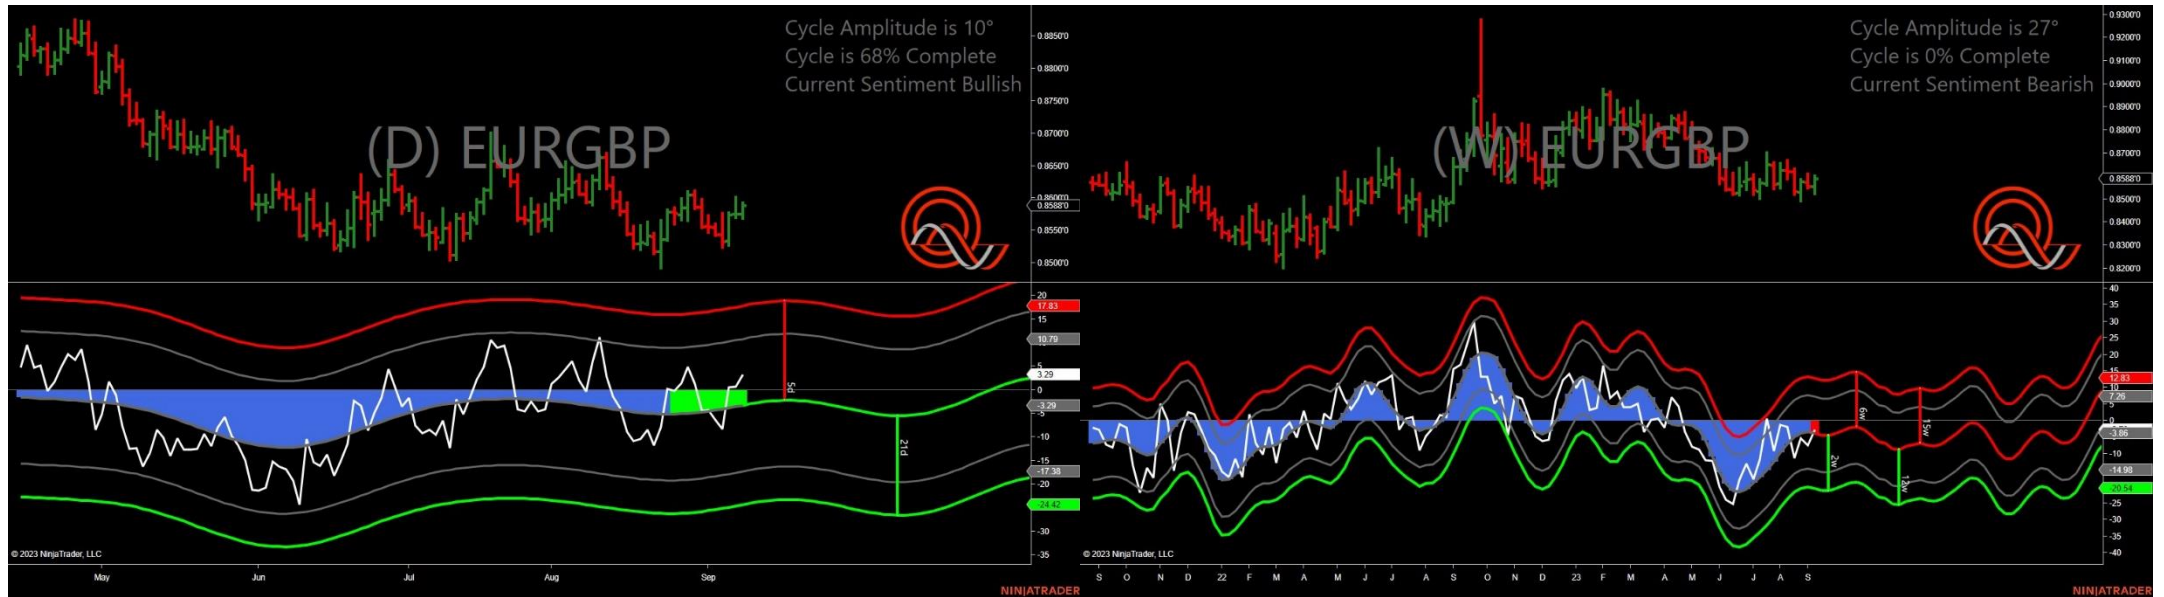 Cycle Amplitude is 10°
Cycle is 68% Complete
Current Sentiment Bullish
(D) EURGBP
0.8850'0
0.8800'0
0.8750'0
0.8700'0
0.8650'0
0.8600'0
0.8588'0
0.8550'0
0.8500'0
20
17.83
15
10.79
5
3.29
0
-3.29
-5
-10
-15
-17.38
-20
-24.42
-30
-35
5d
21d
© 2023 NinjaTrader, LLC
May Jun Jul Aug Sep
NINJATRADER
Cycle Amplitude is 27°
Cycle is 0% Complete
Current Sentiment Bearish
(W) EURGBP
0.9300'0
0.9200'0
0.9100'0
0.9000'0
0.8900'0
0.8800'0
0.8700'0
0.8588'0
0.8500'0
0.8400'0
0.8300'0
0.8200'0
40
35
30
25
20
15
12.83
10
7.26
5
0
-3.86
-10
-14.98
-20.54
-25
-30
-35
-40
6w
15w
2w
12w
© 2023 NinjaTrader, LLC
S O N D 22 F M A M J J A S O N D 23 F M A M J J A S
NINJATRADER